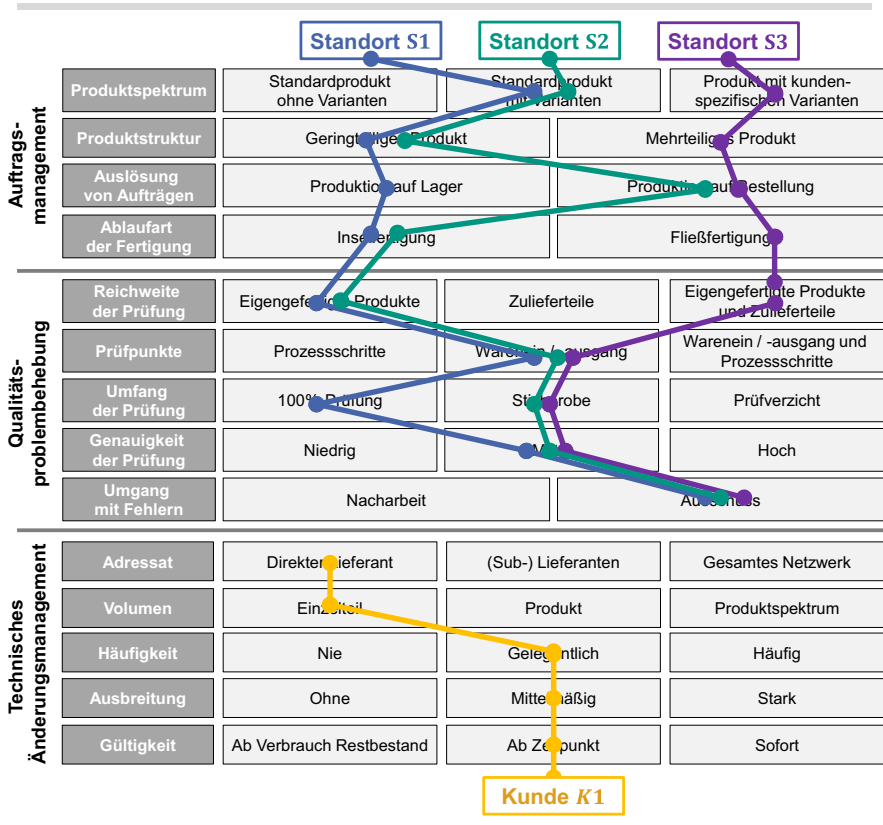 Standort S1
Standort S2
Standort S3
Auftrags-
management
Produktspektrum
Standardprodukt
ohne Varianten
Standardprodukt
mit Varianten
Produkt mit kunden-
spezifischen Varianten
Produktstruktur
Geringteiliges Produkt
Mehrteiliges Produkt
Auslösung
von Aufträgen
Produktion auf Lager
Produktion auf Bestellung
Ablaufart
der Fertigung
Inselfertigung
Fließfertigung
Qualitäts-
problembehebung
Reichweite
der Prüfung
Eigengefertigte Produkte
Zulieferteile
Eigengefertigte Produkte
und Zulieferteile
Prüfpunkte
Prozessschritte
Warenein / -ausgang
Warenein / -ausgang und
Prozessschritte
Umfang
der Prüfung
100% Prüfung
Stichprobe
Prüfverzicht
Genauigkeit
der Prüfung
Niedrig
Hoch
Umgang
mit Fehlern
Nacharbeit
Ausschuss
Technisches
Änderungsmanagement
Adressat
Direkter Lieferant
(Sub-) Lieferanten
Gesamtes Netzwerk
Volumen
Einzelteil
Produkt
Produktspektrum
Häufigkeit
Nie
Gelegentlich
Häufig
Ausbreitung
Ohne
Mittelmäßig
Stark
Gültigkeit
Ab Verbrauch Restbestand
Ab Zeitpunkt
Sofort
Kunde K1